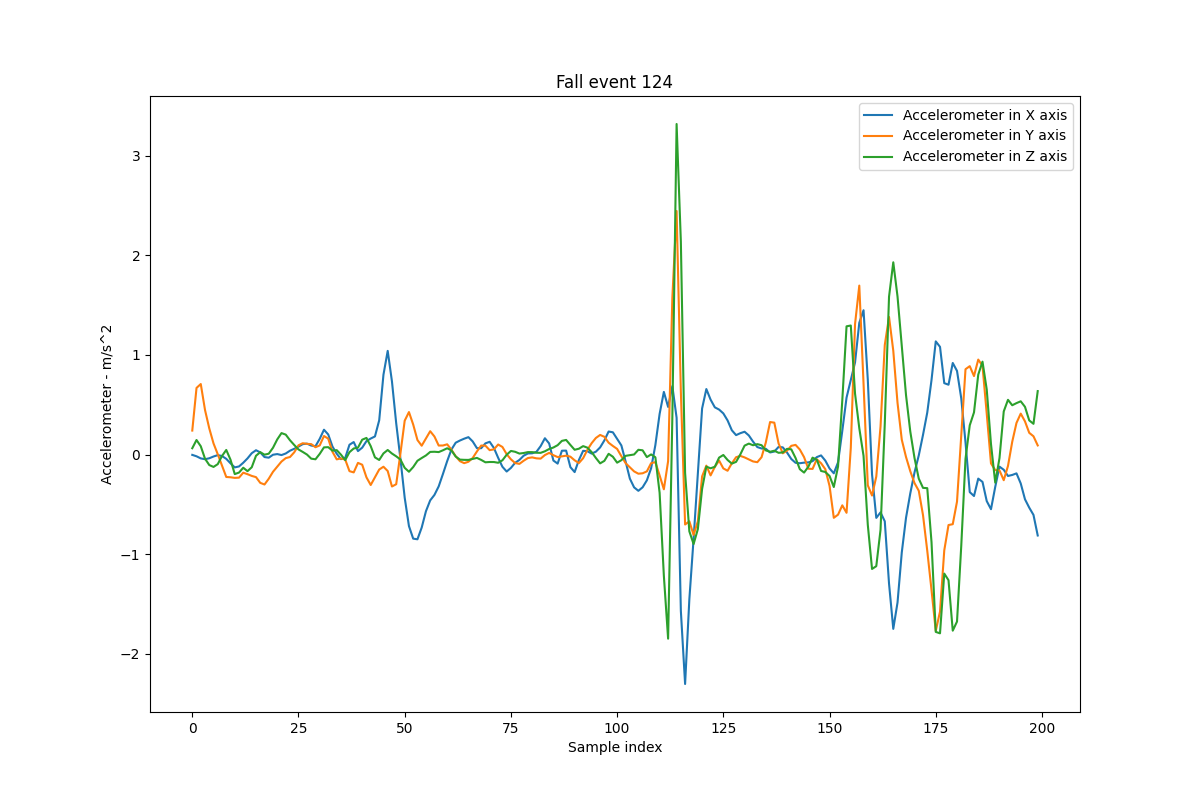 Fall event 124
Accelerometer in X axis
Accelerometer in Y axis
Accelerometer in Z axis
3
2
1
0
−1
−2
Accelerometer - m/s^2
0 25 50 75 100 125 150 175 200
Sample index